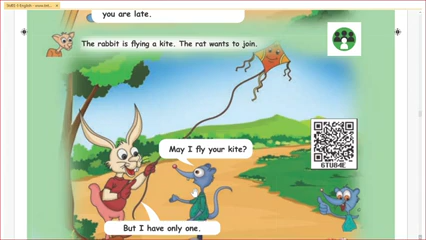 you are late.
The rabbit is flying a kite. The rat wants to join.
May I fly your kite?
6TU84E
But I have only one.